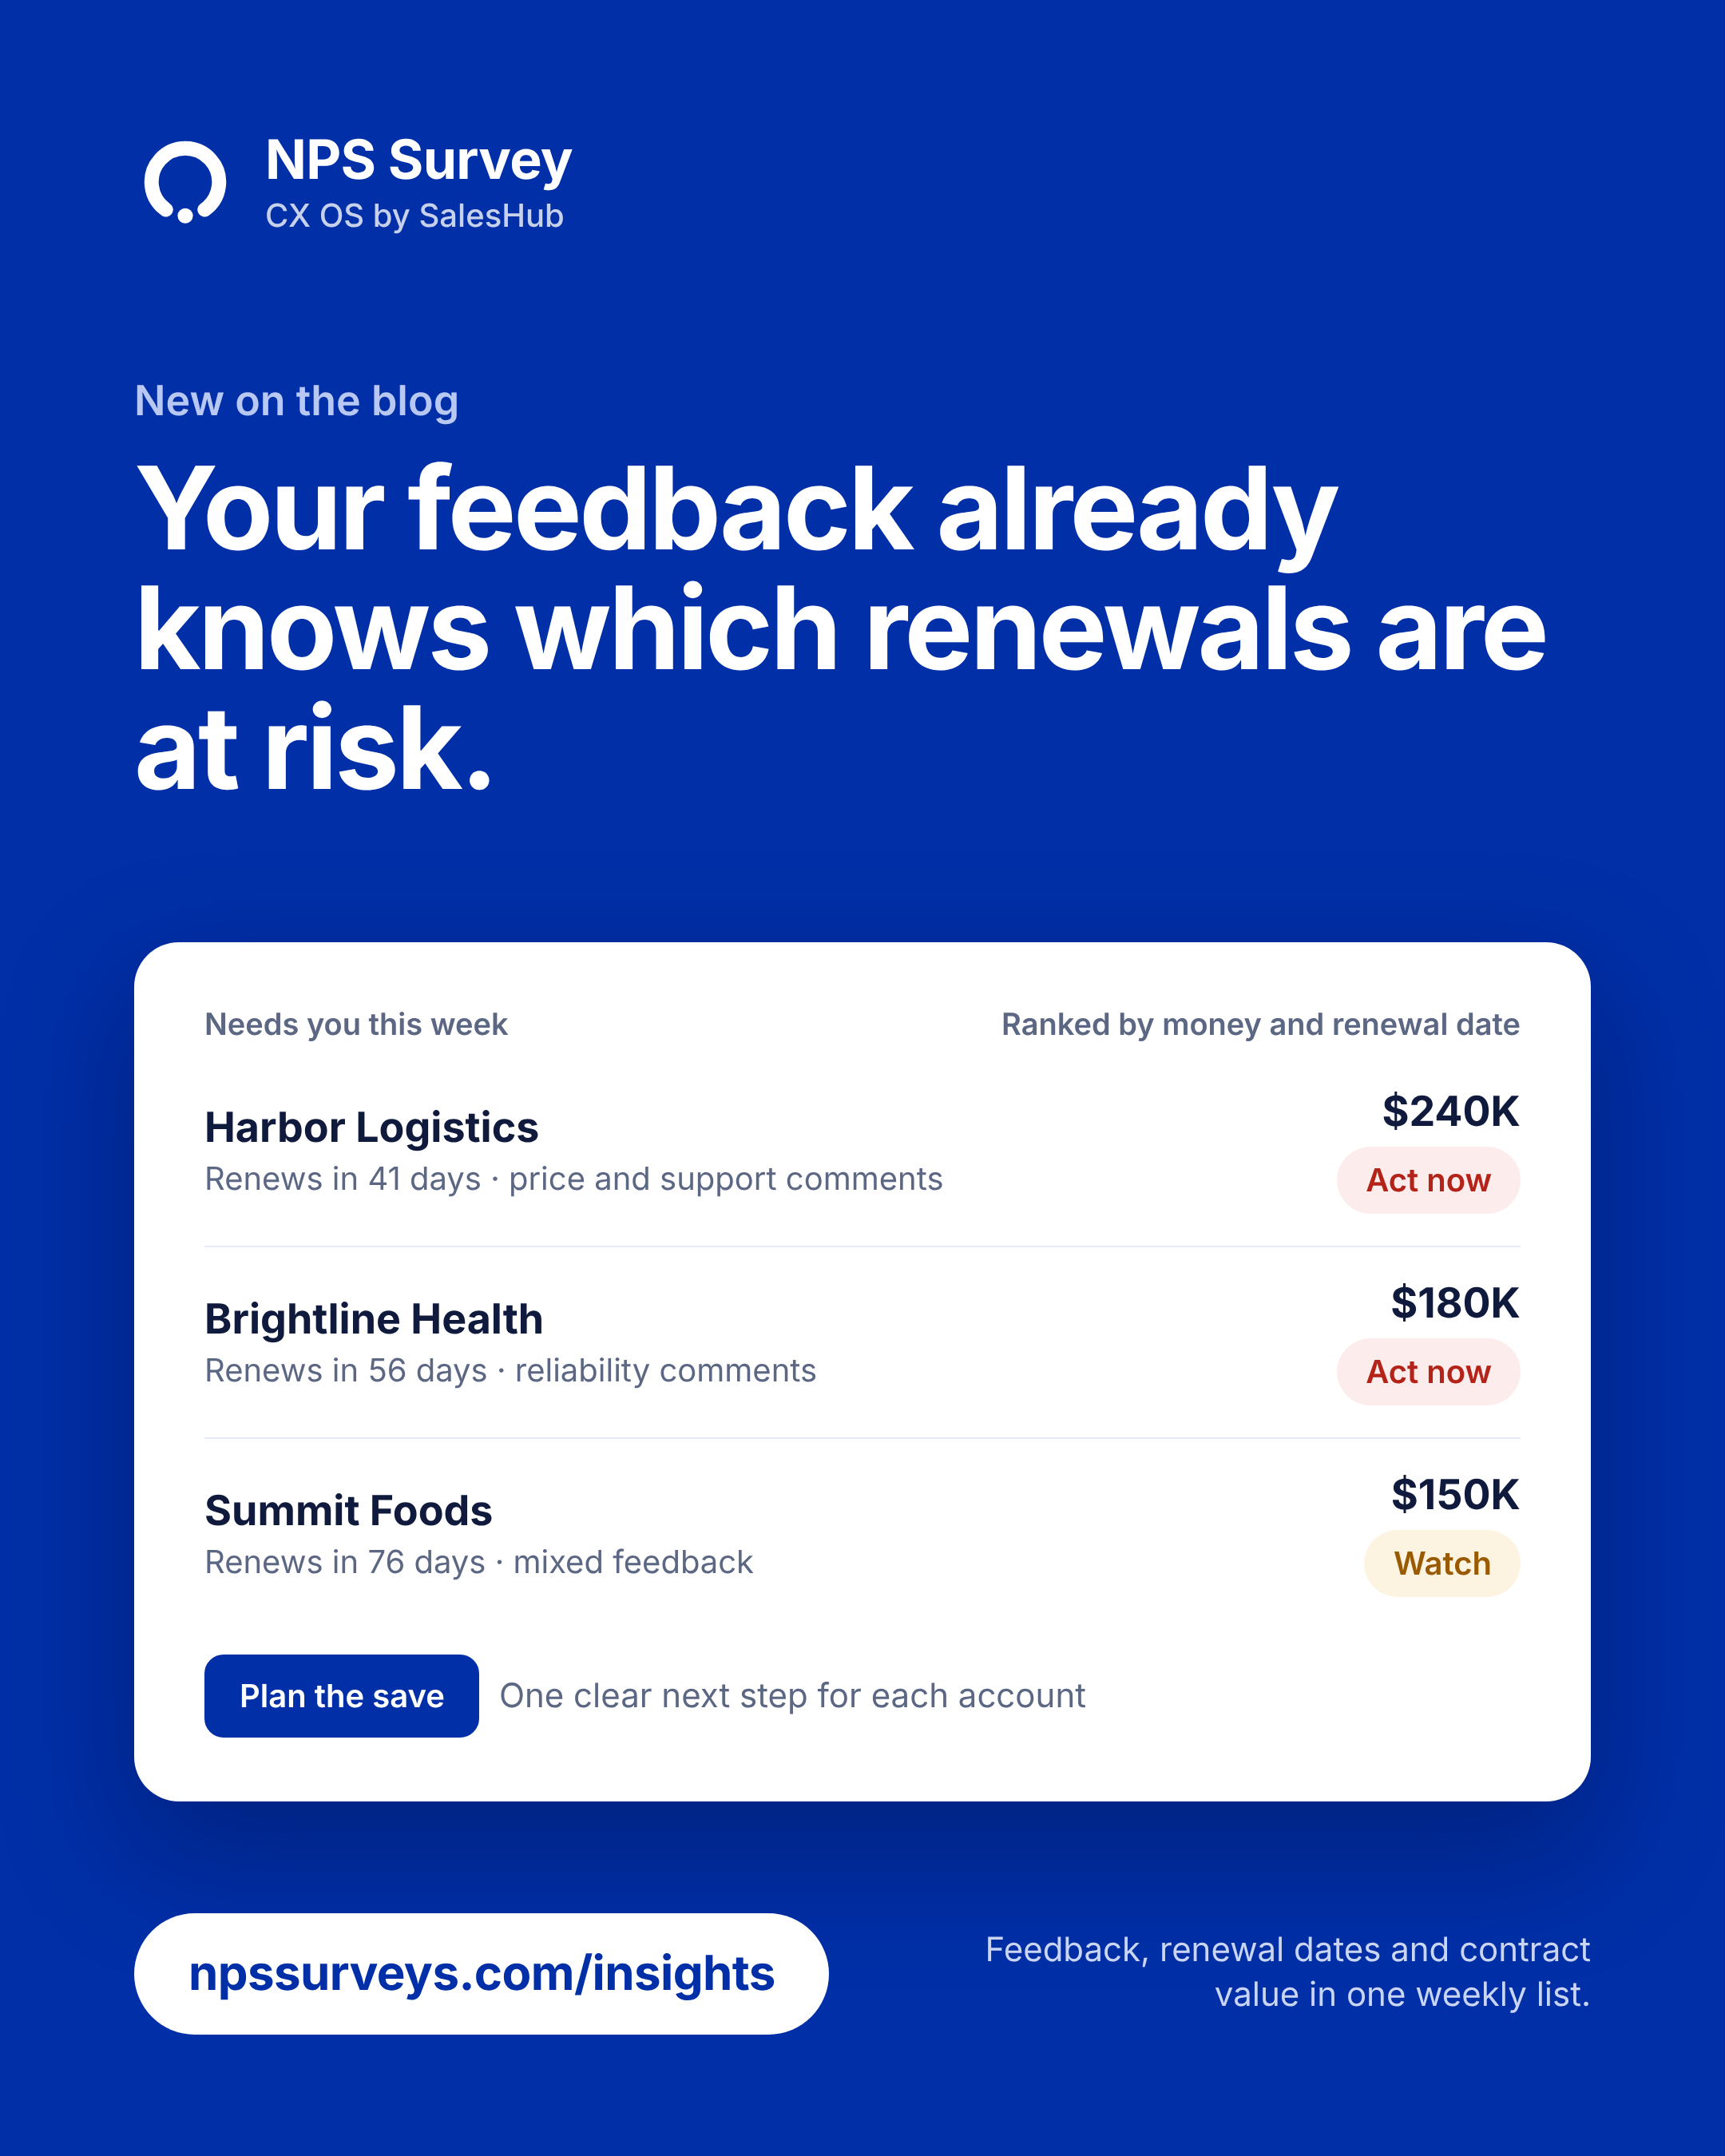 NPS Survey
CX OS by SalesHub
New on the blog
Your feedback already
knows which renewals are
at risk.
Needs you this week
Ranked by money and renewal date
Harbor Logistics
$240K
Renews in 41 days · price and support comments
Act now
Brightline Health
$180K
Renews in 56 days · reliability comments
Act now
Summit Foods
$150K
Renews in 76 days · mixed feedback
Watch
Plan the save
One clear next step for each account
npssurveys.com/insights
Feedback, renewal dates and contract
value in one weekly list.